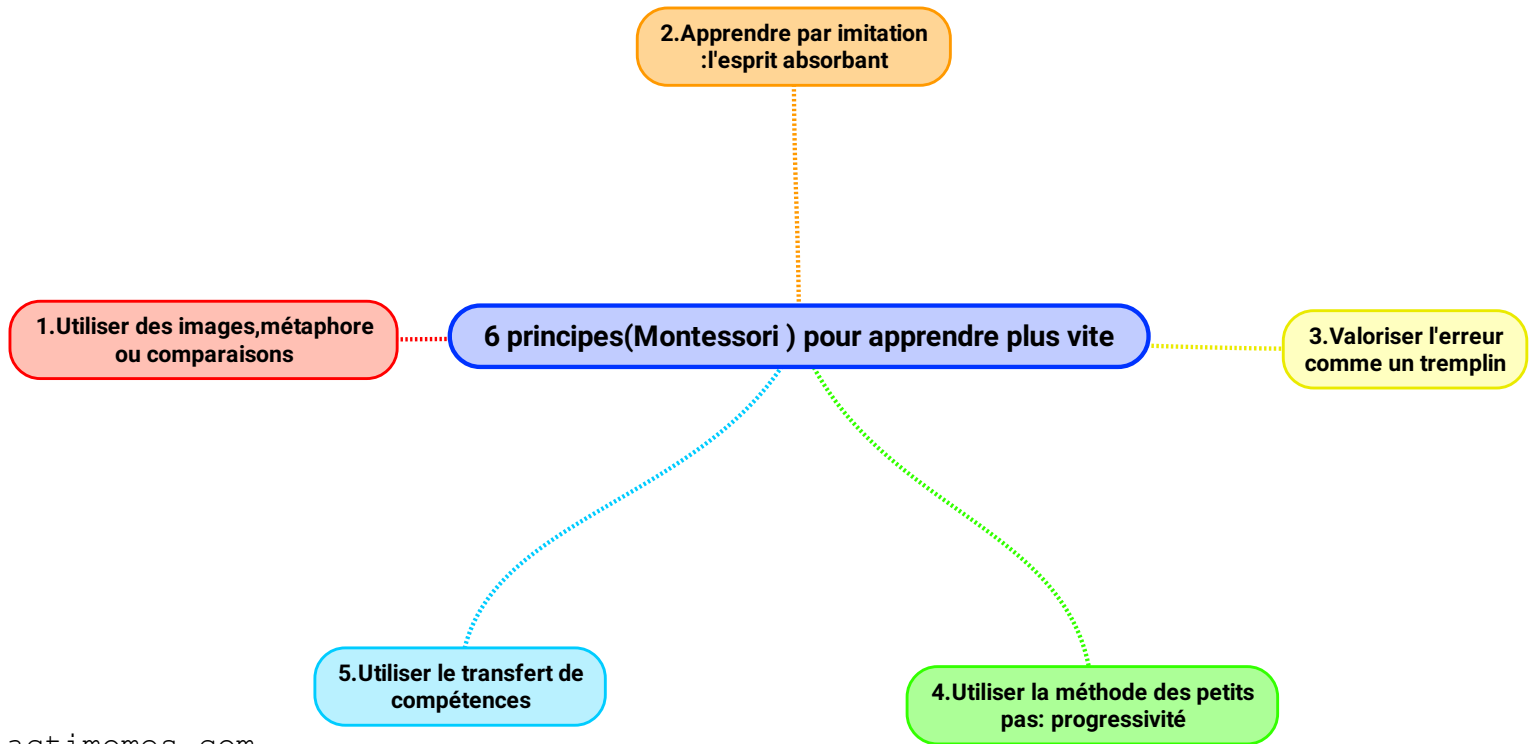 2.Apprendre par imitation
:l'esprit absorbant
1.Utiliser des images,métaphore
ou comparaisons
6 principes(Montessori ) pour apprendre plus vite
3.Valoriser l'erreur
comme un tremplin
5.Utiliser le transfert de
compétences
4.Utiliser la méthode des petits
pas: progressivité